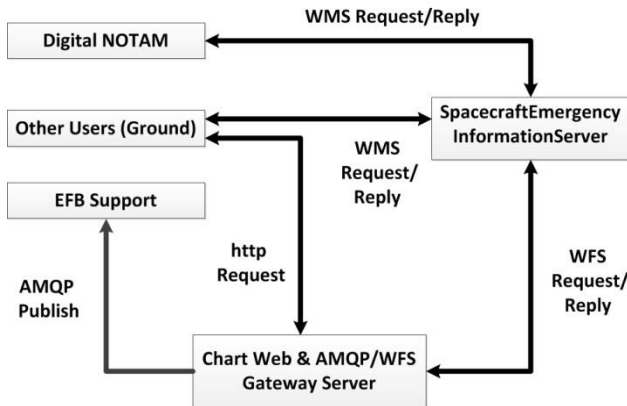 WMS Request/Reply
Digital NOTAM
SpacecraftEmergency
InformationServer
Other Users (Ground)
WMS
Request/
Reply
EFB Support
http
Request
WFS
Request/
Reply
AMQP
Publish
Chart Web & AMQP/WFS
Gateway Server